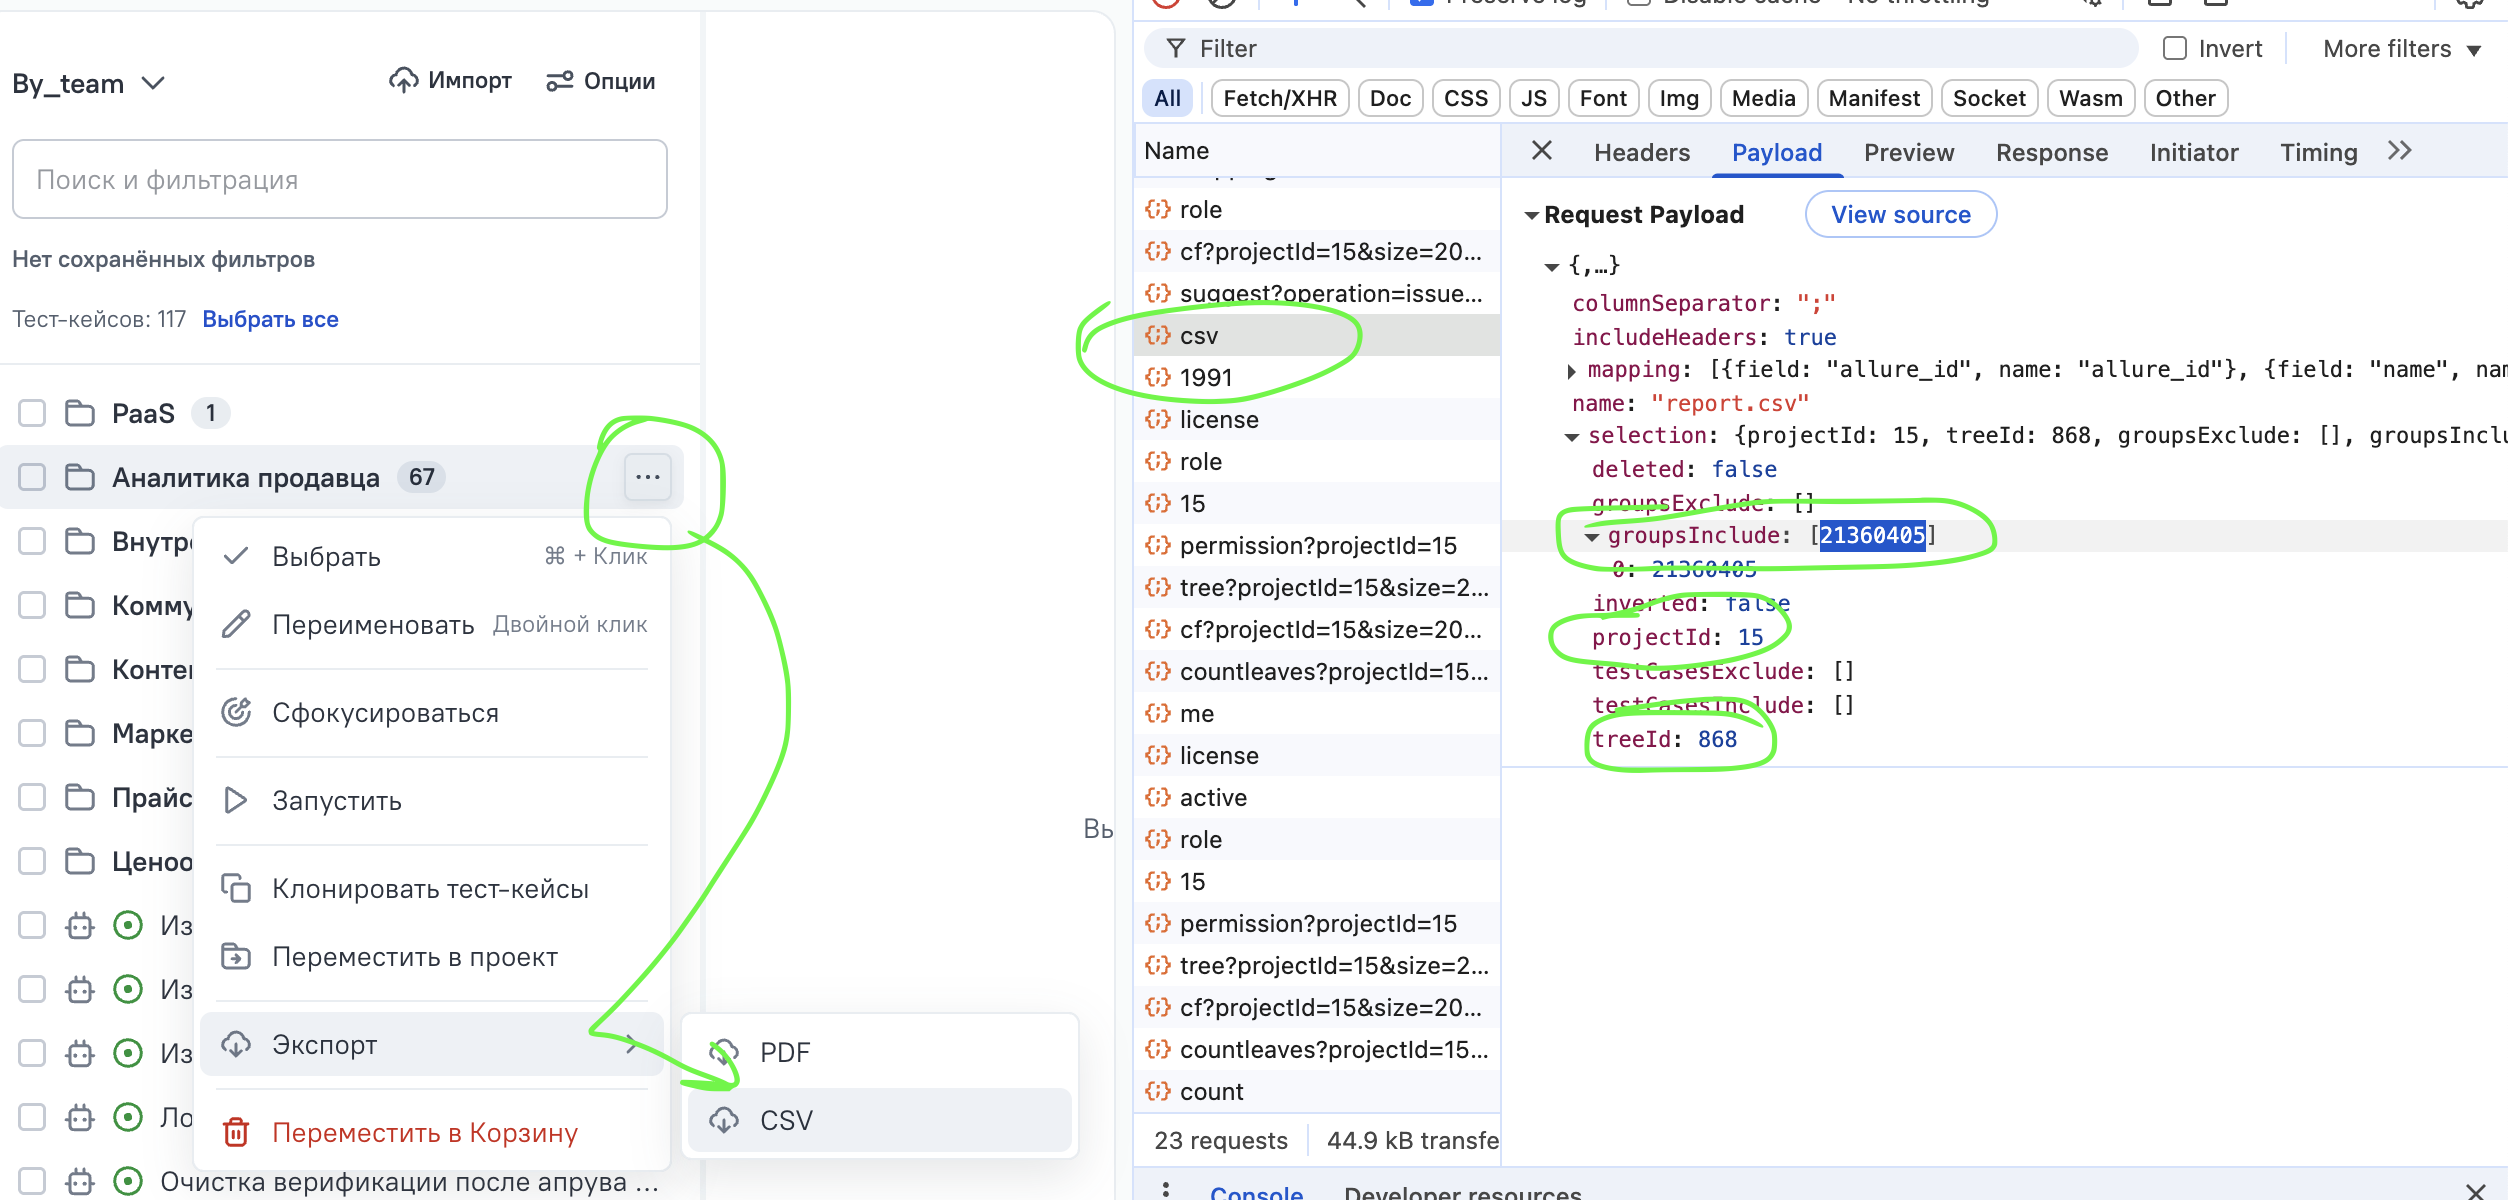 By_team
Импорт
Опции
Поиск и фильтрация
Нет сохранённых фильтров
Тест-кейсов: 117 Выбрать все
PaaS 1
Аналитика продавца 67
Внутр
Комму
Конте
Марке
Прайс
Цено
Из
Из
Из
Ло
Очистка верификации после апрува ...
Выбрать ⌘ + Клик
Переименовать Двойной клик
Сфокусироваться
Запустить
Клонировать тест-кейсы
Переместить в проект
Экспорт
Переместить в Корзину
PDF
CSV
Вы
No throttling
Filter
Invert
More filters
All Fetch/XHR Doc CSS JS Font Img Media Manifest Socket Wasm Other
Name
role
cf?projectId=15&size=20...
suggest?operation=issue...
csv
1991
license
role
15
permission?projectId=15
tree?projectId=15&size=2...
cf?projectId=15&size=20...
countleaves?projectId=15...
me
license
active
role
15
permission?projectId=15
tree?projectId=15&size=2...
cf?projectId=15&size=20...
countleaves?projectId=15...
count
23 requests 44.9 kB transfe
Headers Payload Preview Response Initiator Timing
Request Payload View source
{,…}
columnSeparator: ";"
includeHeaders: true
mapping: [{field: "allure_id", name: "allure_id"}, {field: "name", nam
name: "report.csv"
selection: {projectId: 15, treeId: 868, groupsExclude: [], groupsInclu
deleted: false
groupsExclude: []
groupsInclude: [21360405]
0: 21360405
inverted: false
projectId: 15
testCasesExclude: []
testCasesInclude: []
treeId: 868
Console Developer resources